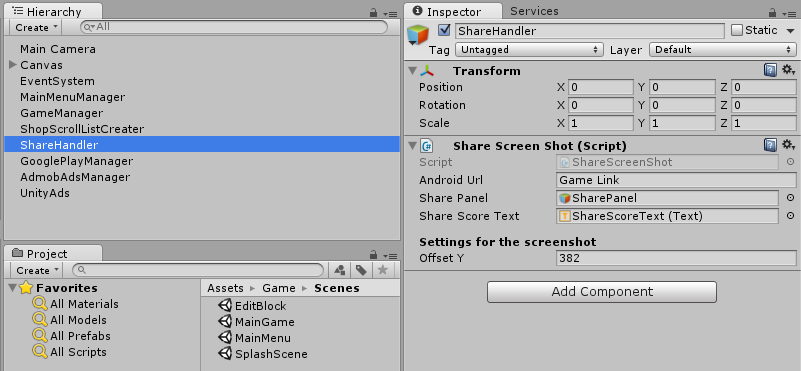 Hierarchy
Create
All
Main Camera
Canvas
EventSystem
MainMenuManager
GameManager
ShopScrollListCreater
ShareHandler
GooglePlayManager
AdmobAdsManager
UnityAds
Project
Create
Favorites
All Materials
All Models
All Prefabs
All Scripts
Assets Game Scenes
EditBlock
MainGame
MainMenu
SplashScene
Inspector Services
ShareHandler Static
Tag Untagged Layer Default
Transform
Position X 0 Y 0 Z 0
Rotation X 0 Y 0 Z 0
Scale X 1 Y 1 Z 1
Share Screen Shot (Script)
Script ShareScreenShot
Android Url Game Link
Share Panel SharePanel
Share Score Text ShareScoreText (Text)
Settings for the screenshot
Offset Y 382
Add Component